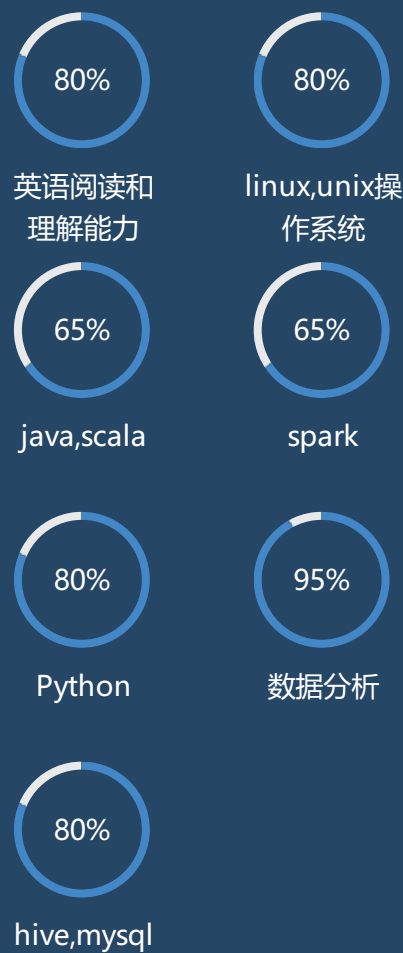 80%
80%
英语阅读和
理解能力
linux,unix操
作系统
65%
65%
java,scala
spark
80%
95%
Python
数据分析
80%
hive,mysql